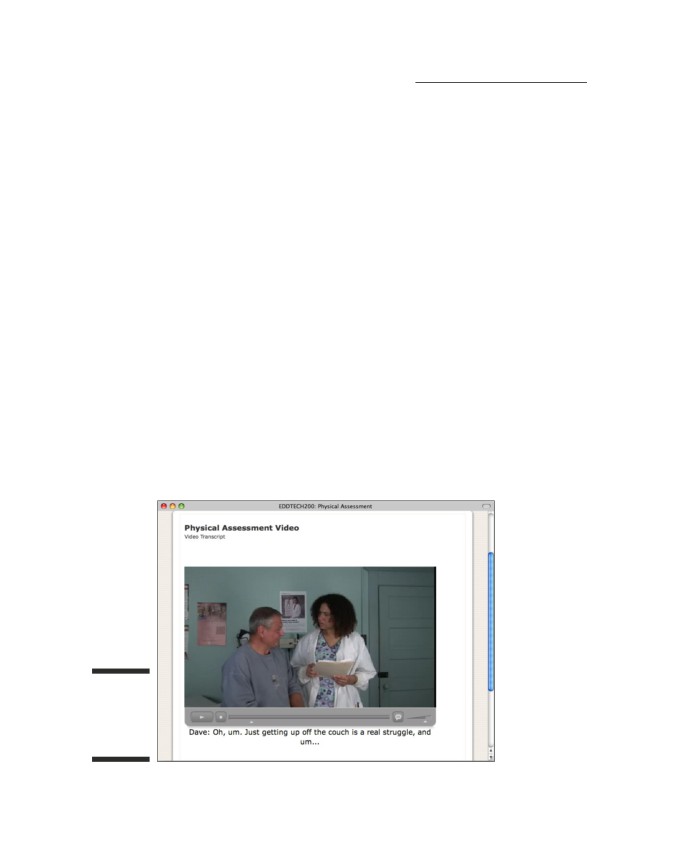 EDDTECH200: Physical Assessment
Physical Assessment Video
Video Transcript
Dave: Oh, um. Just getting up off the couch is a real struggle, and
um...